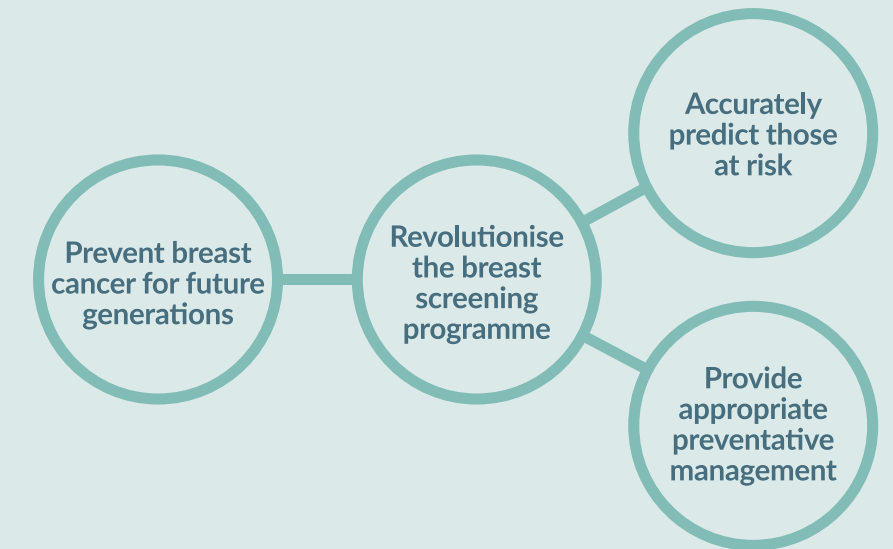 Prevent breast
cancer for future
generations
Revolutionise
the breast
screening
programme
Accurately
predict those
at risk
Provide
appropriate
preventative
management